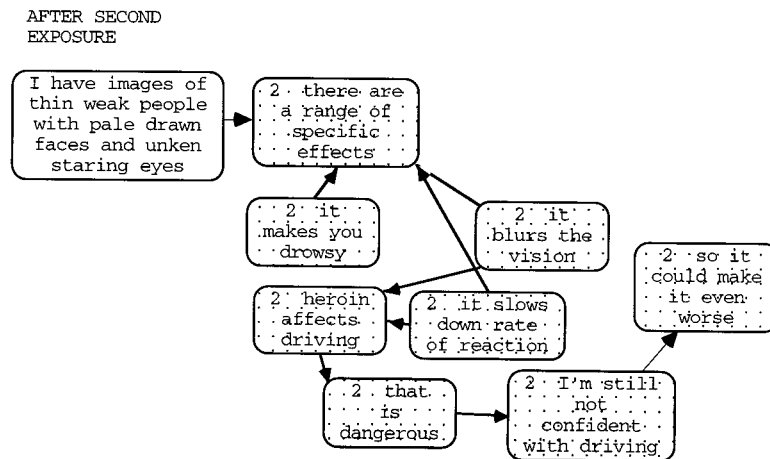 AFTER SECOND
EXPOSURE
I have images of
thin weak people
with pale drawn
faces and unken
staring eyes
2 there are
a range of
specific
effects
2 it
makes you
drowsy
2 it
blurs the
vision
2 so it
could make
it even
worse
2 heroin
affects
driving
2 it slows
down rate
of reaction
2 that
is
dangerous
2 I'm still
not
confident
with driving